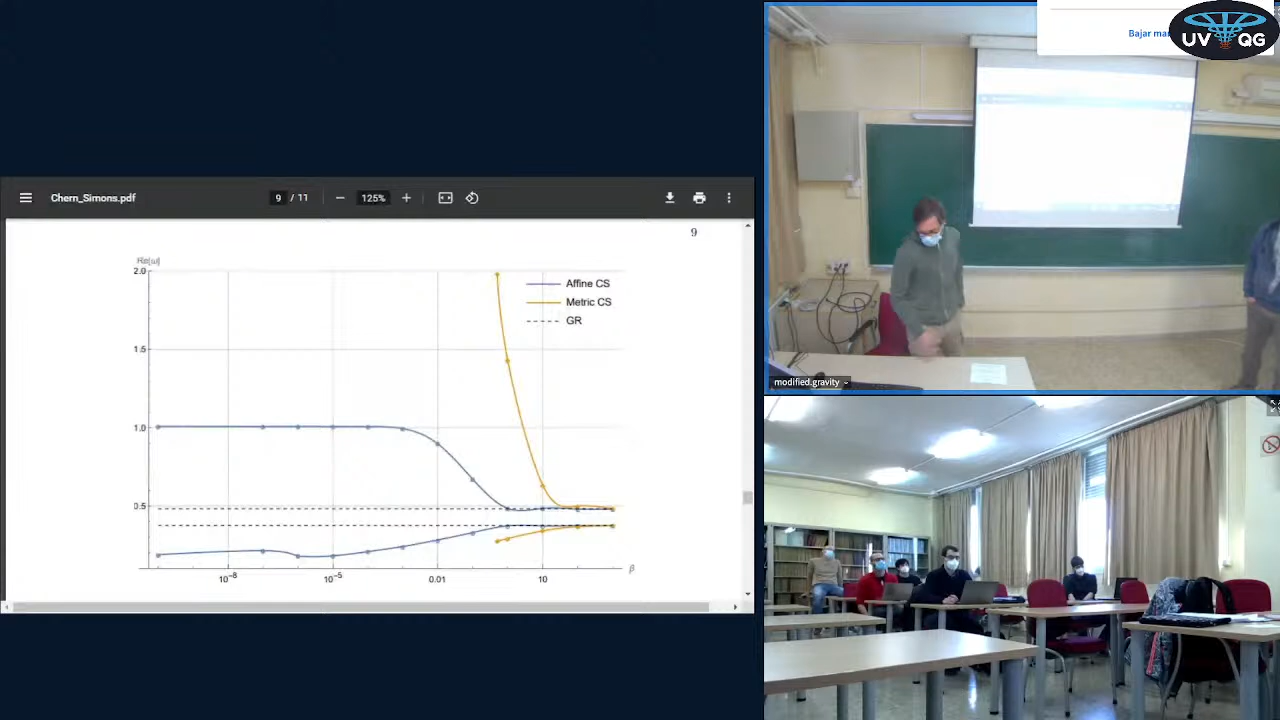 Chern_Simons.pdf
9 / 11
125%
9
Re[ω]
2.0
1.5
1.0
0.5
Affine CS
Metric CS
GR
10⁻⁸
10⁻⁵
0.01
10
β
Bajar
UV QG
modified.gravity